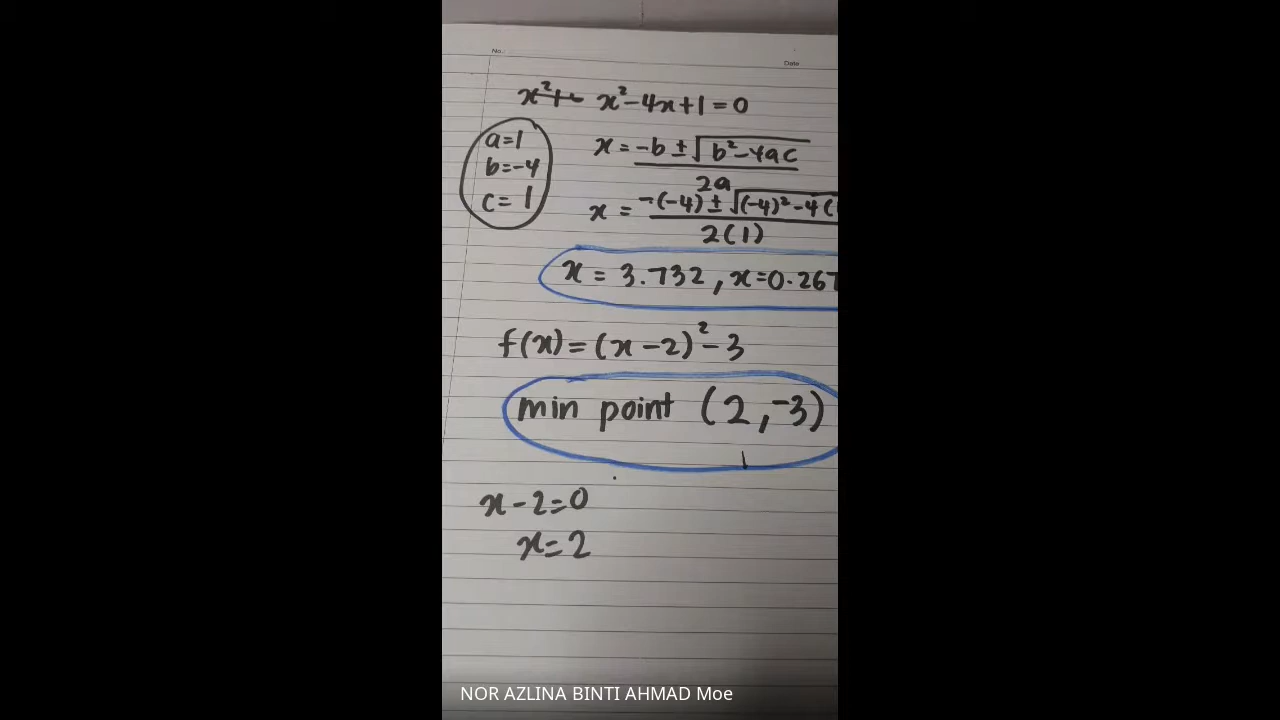 No.:
Date
x²+ x² - 4x + 1 = 0
a = 1
b = -4
c = 1
x = -b ± √b² - 4ac / 2a
x = -(-4) ± √(-4)² - 4( / 2(1)
x = 3.732, x = 0.267
f(x) = (x - 2)² - 3
min point (2, -3)
x - 2 = 0
x = 2
NOR AZLINA BINTI AHMAD Moe